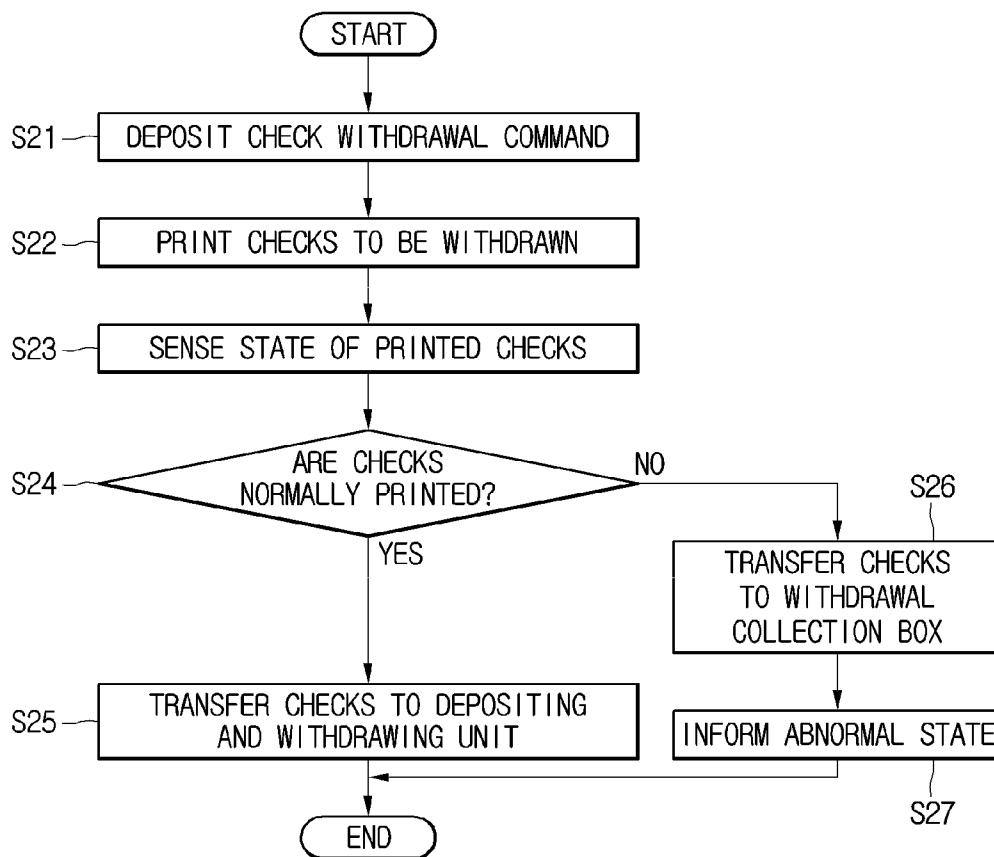 START
S21
DEPOSIT CHECK WITHDRAWAL COMMAND
S22
PRINT CHECKS TO BE WITHDRAWN
S23
SENSE STATE OF PRINTED CHECKS
S24
ARE CHECKS
NORMALLY PRINTED?
NO
YES
S26
TRANSFER CHECKS
TO WITHDRAWAL
COLLECTION BOX
S25
TRANSFER CHECKS TO DEPOSITING
AND WITHDRAWING UNIT
INFORM ABNORMAL STATE
S27
END